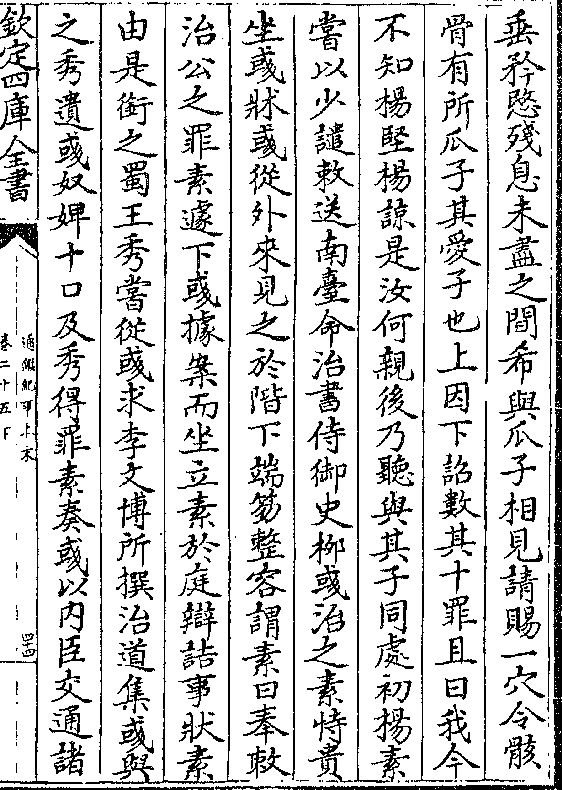 垂矜愍殘息未盡之間希與瓜子相見請賜一穴令骸
骨有所瓜子其愛子也上因下詔數其十罪且曰我今
不知楊堅楊諒是汝何親後乃聽與其子同處初楊素
嘗以少譴敕送南臺命治書侍御史柳彧治之素恃貴
坐彧牀彧從外來見之於階下端笏整容謂素曰奉敕
治公之罪素遽下彧據案而坐立素於庭辯詰事狀素
由是銜之蜀王秀嘗從彧求李文博所撰治道集彧與
之秀遺彧奴婢十口及秀得罪素奏彧以内臣交通諸
欽定四庫全書
通鑑紀事本末
卷二十五下
四四